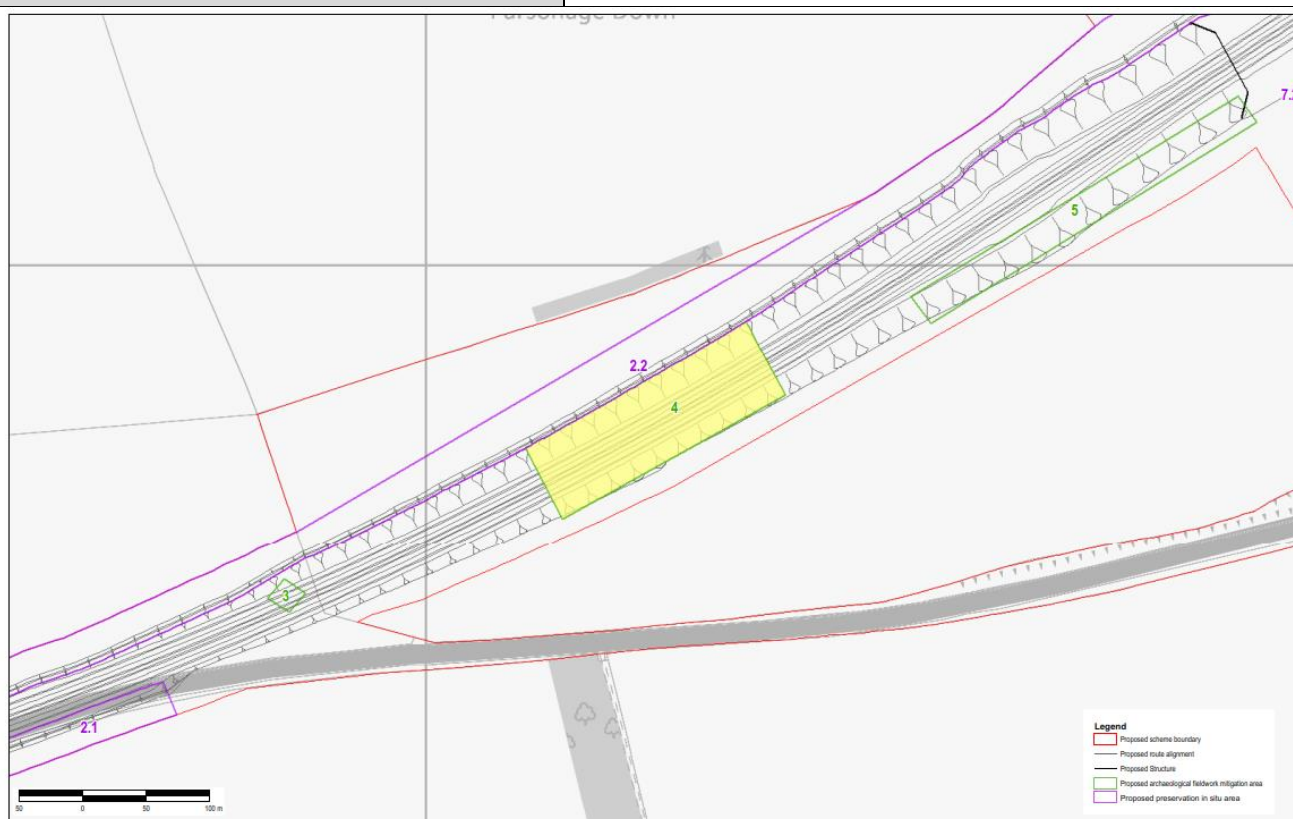 Parsonage Down
7.
5
2.2
4
3
2.1
Legend
Proposed scheme boundary
Proposed route alignment
Proposed Structure
Proposed archaeological fieldwork mitigation area
Proposed preservation in situ area
50 0 50 100 m